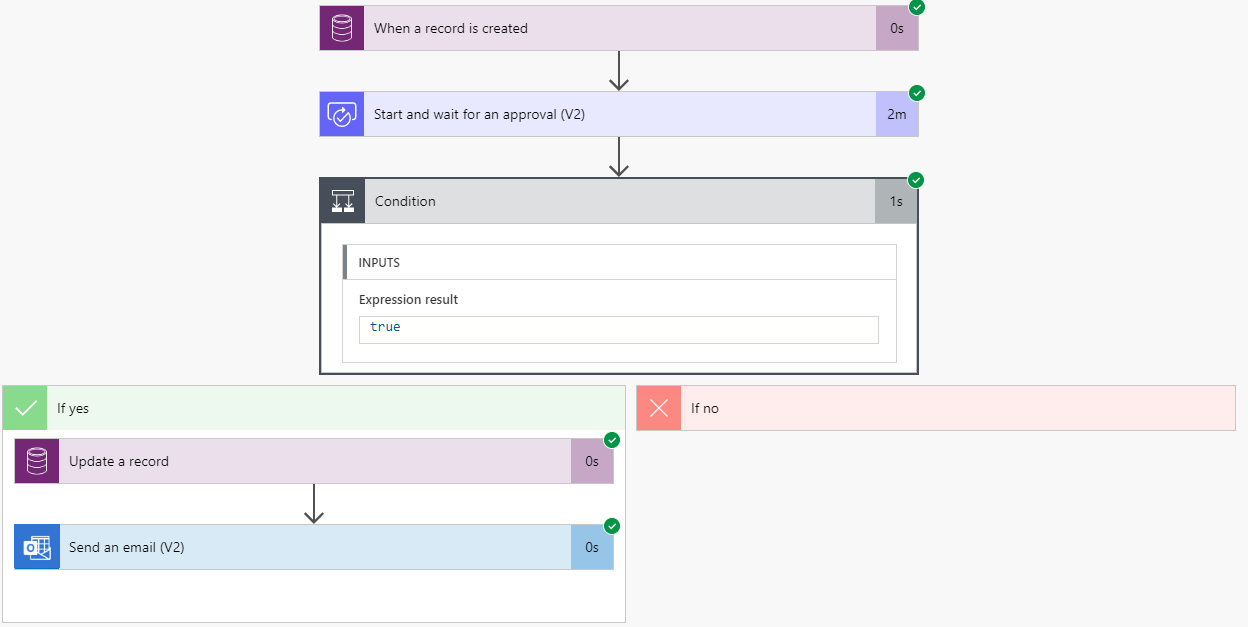 When a record is created 0s
Start and wait for an approval (V2) 2m
Condition 1s
INPUTS
Expression result
true
If yes
If no
Update a record 0s
Send an email (V2) 0s